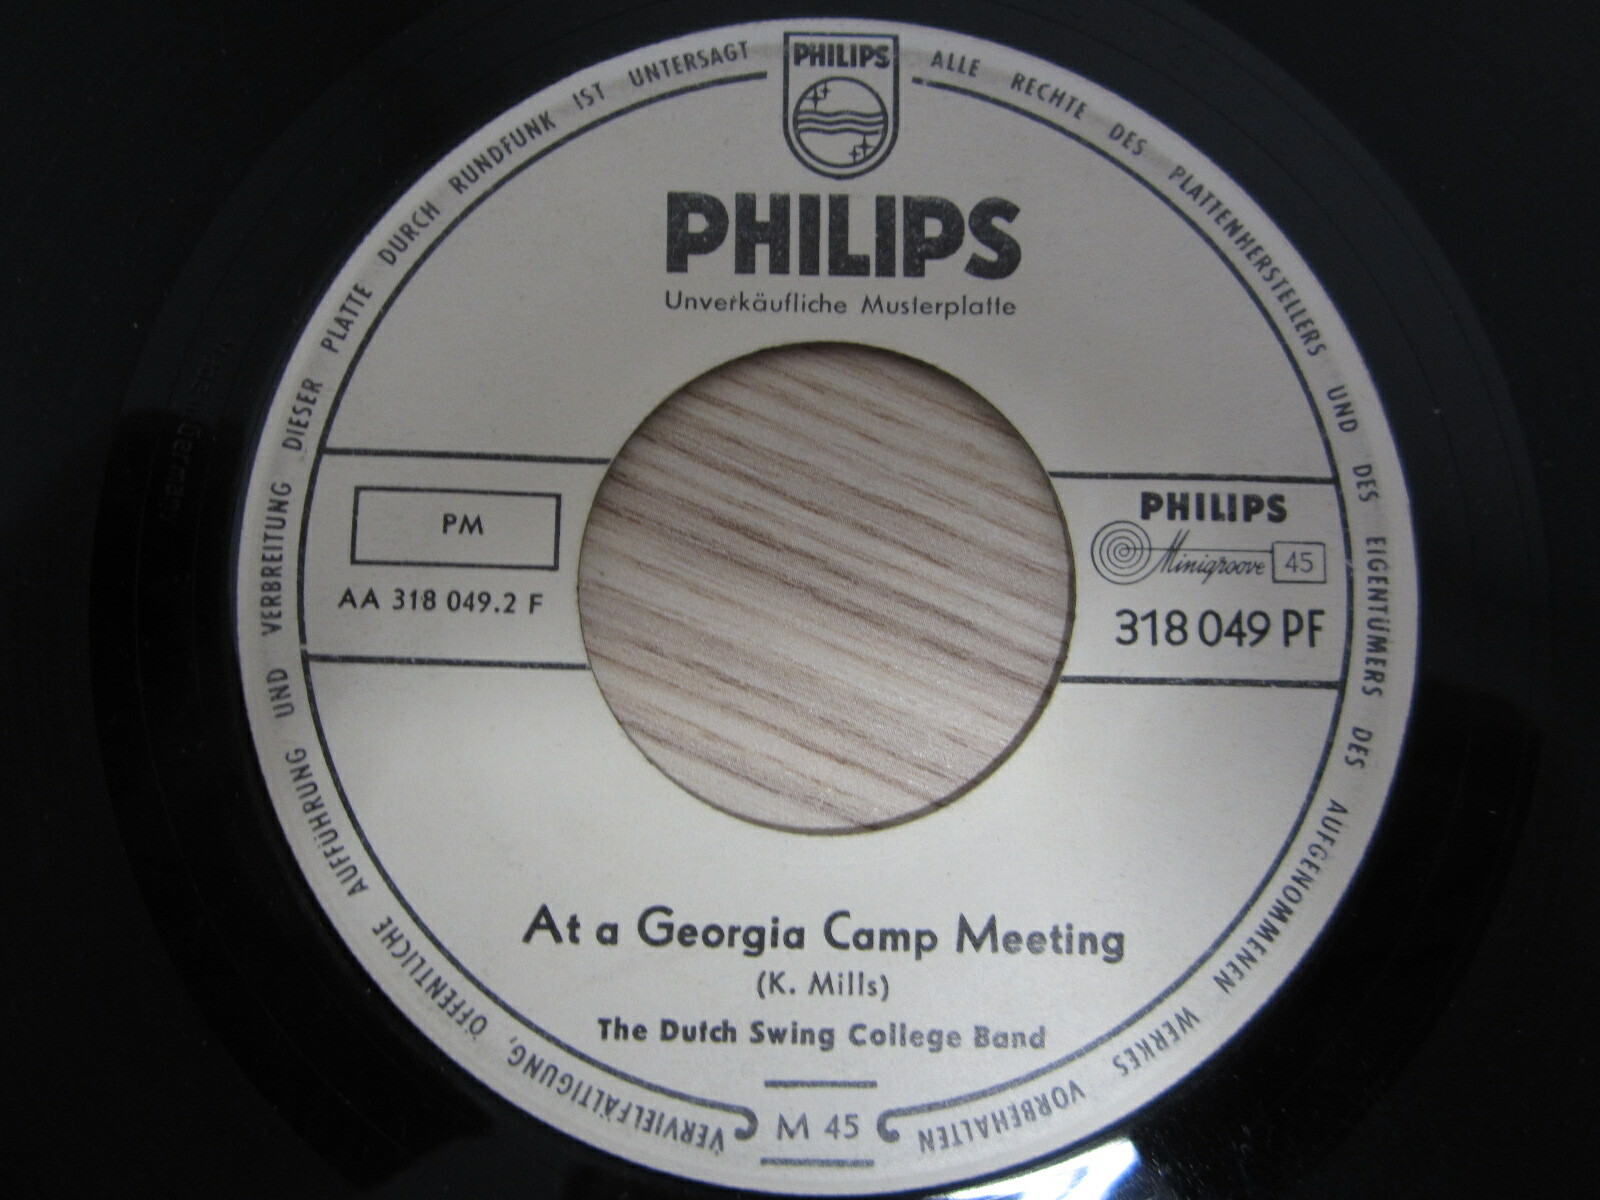 PHILIPS
ALLE RECHTE DES PLATTENHERSTELLERS UND DES EIGENTÜMERS DES AUFGENOMMENEN WERKES VORBEHALTEN
VERVIELFÄLTIGUNG, ÖFFENTLICHE AUFFÜHRUNG UND VERBREITUNG DIESER PLATTE DURCH RUNDFUNK IST UNTERSAGT
PHILIPS
Unverkäufliche Musterplatte
PM
AA 318 049.2 F
PHILIPS
Minigroove 45
318 049 PF
At a Georgia Camp Meeting
(K. Mills)
The Dutch Swing College Band
M 45